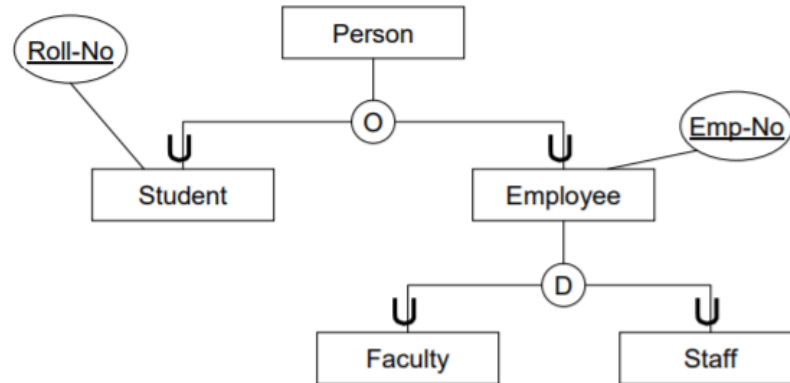 Person
Roll-No
O
Emp-No
Student
Employee
D
Faculty
Staff